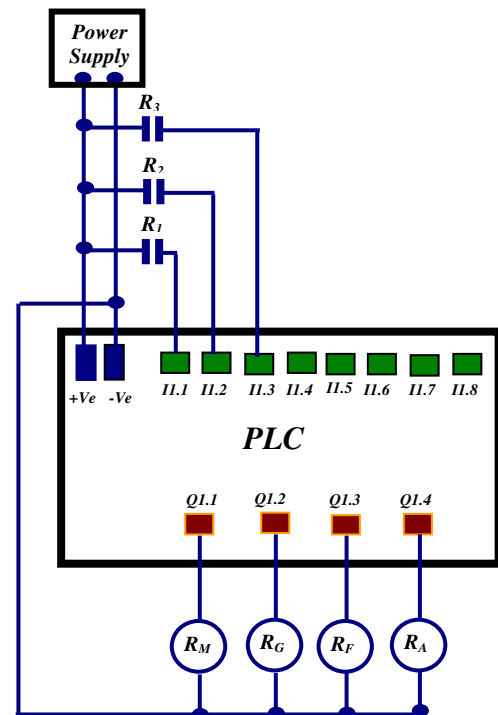 Power
Supply
R3
R2
R1
+Ve -Ve I1.1 I1.2 I1.3 I1.4 I1.5 I1.6 I1.7 I1.8
PLC
Q1.1 Q1.2 Q1.3 Q1.4
RM RG RF RA